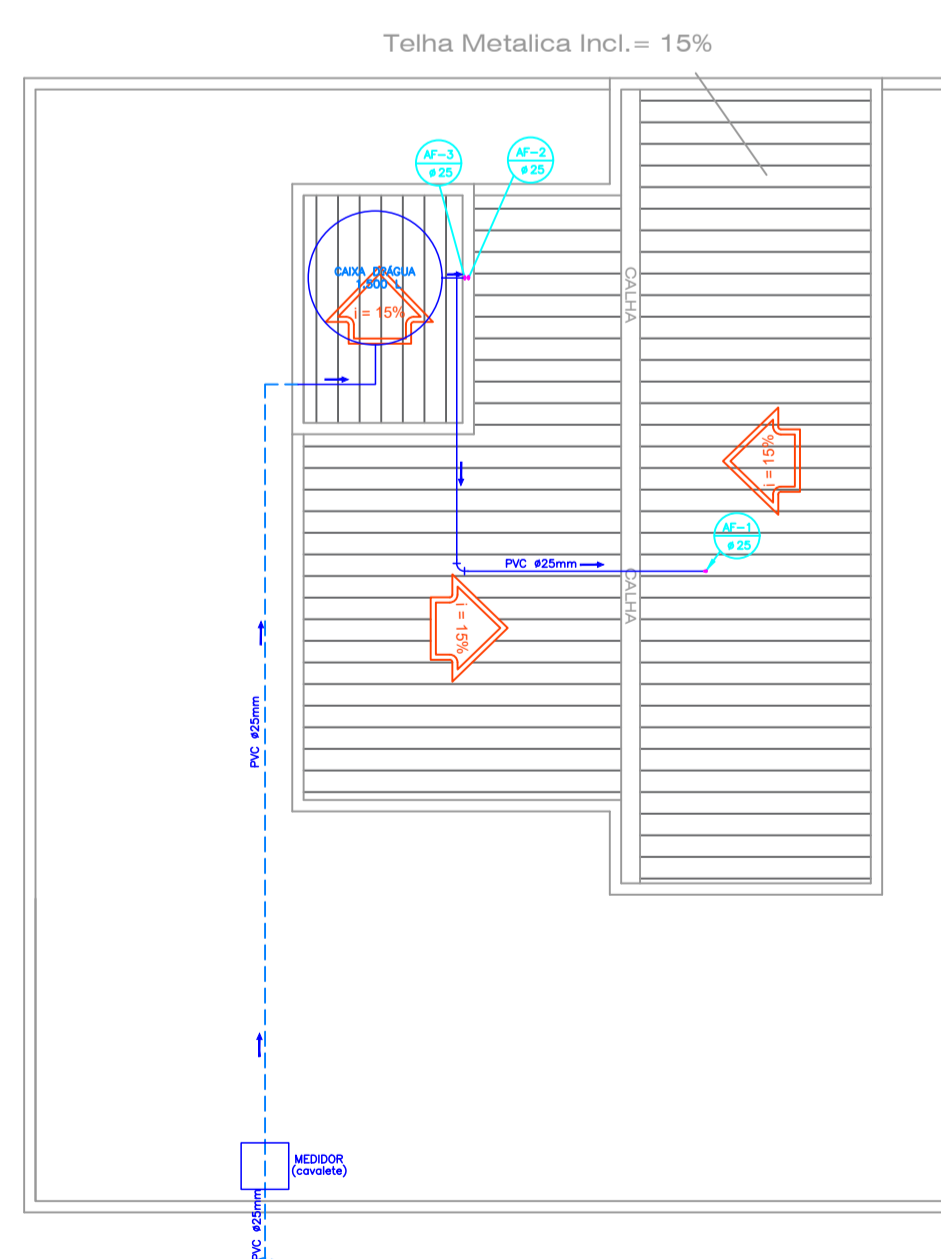 Telha Metalica Incl.= 15%
AF-3
ø25
AF-2
ø25
CAIXA D'ÁGUA
1.500 L
i = 15%
CALHA
i = 15%
AF-1
ø25
PVC ø25mm
CALHA
i = 15%
PVC ø25mm
MEDIDOR
(cavalete)
PVC ø25mm